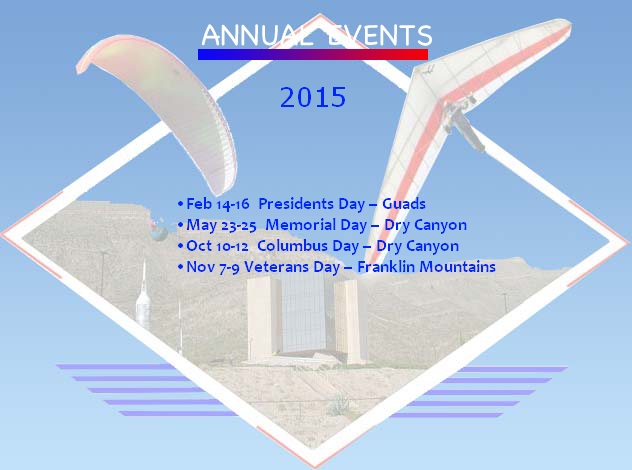 ANNUAL EVENTS
2015
• Feb 14-16 Presidents Day – Guads
• May 23-25 Memorial Day – Dry Canyon
• Oct 10-12 Columbus Day – Dry Canyon
• Nov 7-9 Veterans Day – Franklin Mountains